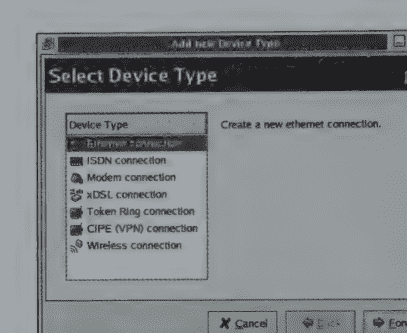 Add new Device Type
Select Device Type
Device Type
Create a new ethernet connection.
Ethernet connection
ISDN connection
Modem connection
xDSL connection
Token Ring connection
CIPE (VPN) connection
Wireless connection
Cancel
Back